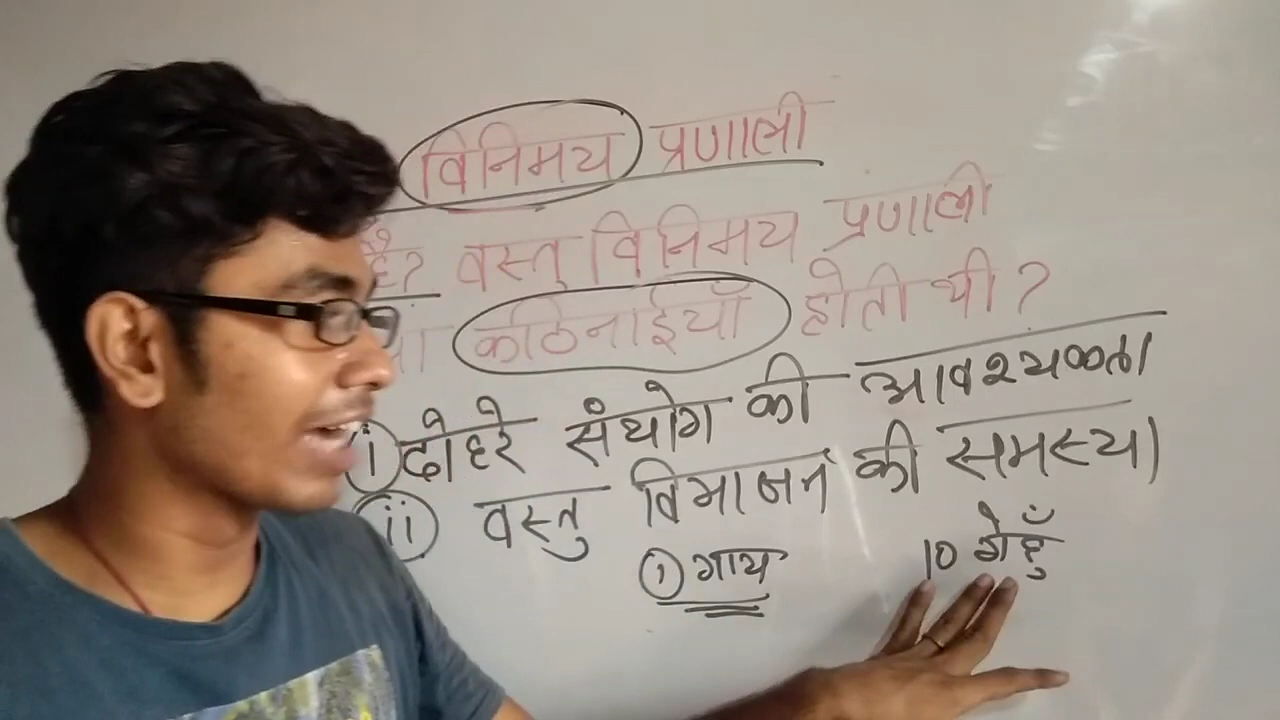 विनिमय प्रणाली
है? वस्तु विनिमय प्रणाली
कठिनाईयाँ होती थी?
i दोहरे संयोग की आवश्यकता
ii वस्तु विभाजन की समस्या
1 गाय 10 गेहुँ